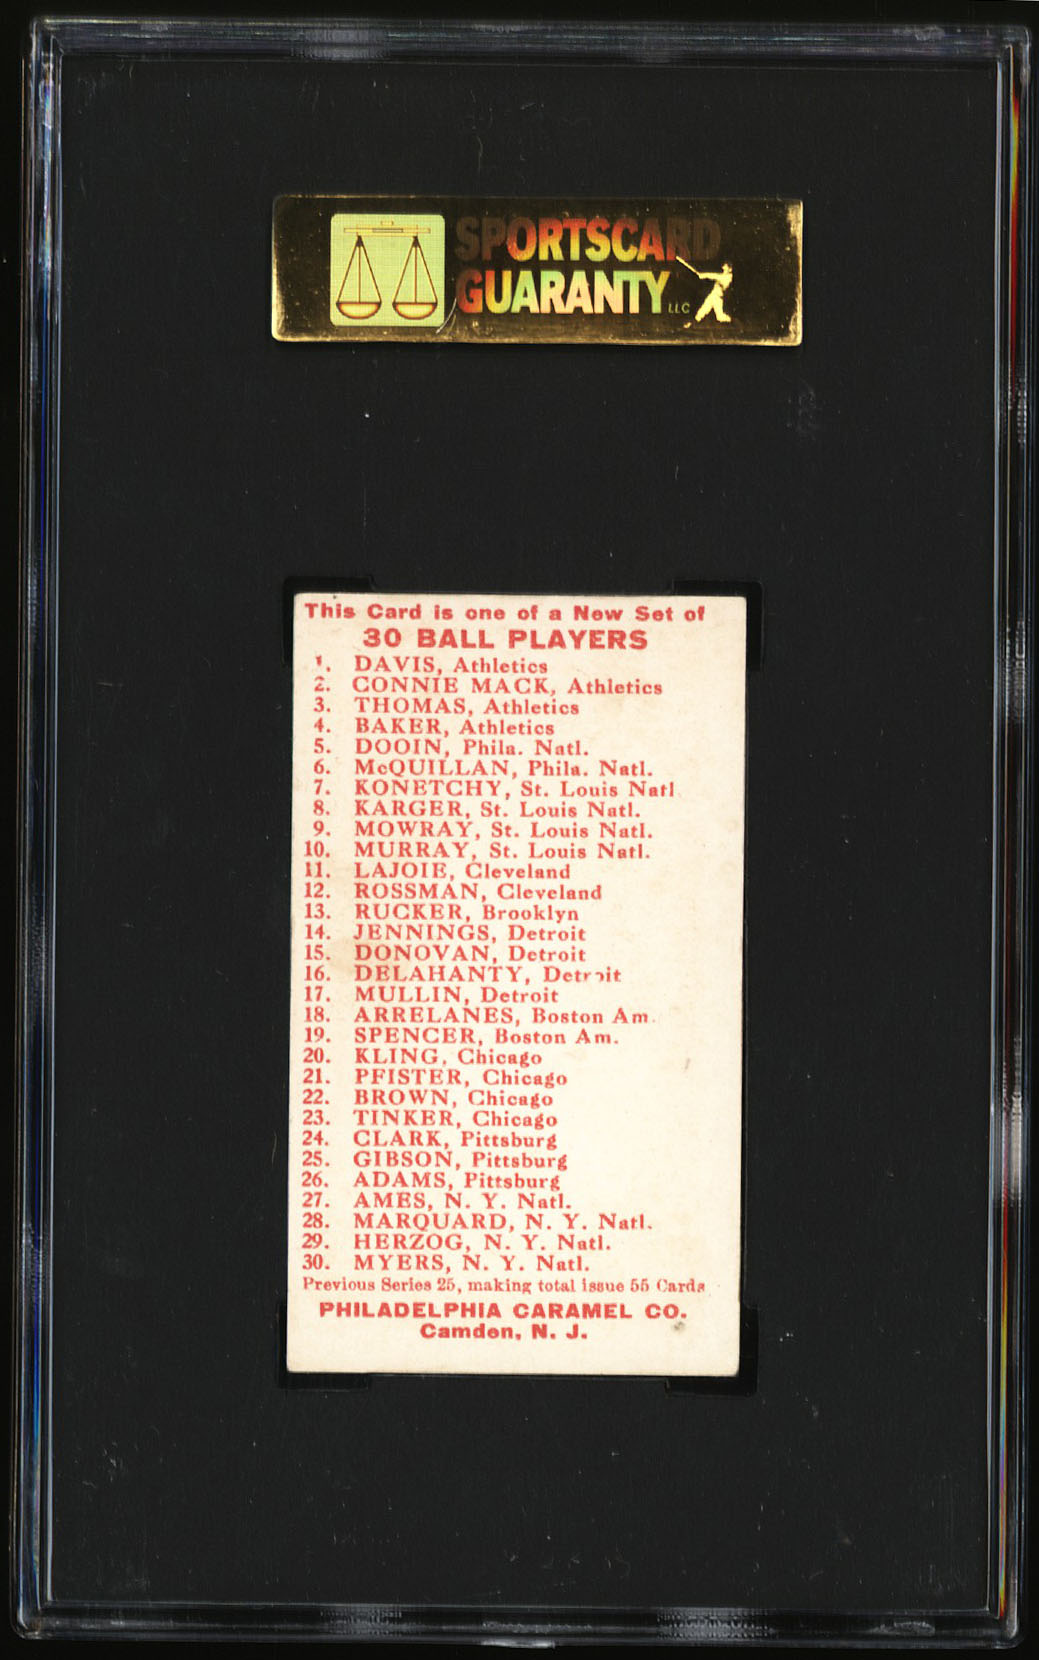 SPORTSCARD
GUARANTY LLC
This Card is one of a New Set of
30 BALL PLAYERS
1. DAVIS, Athletics
2. CONNIE MACK, Athletics
3. THOMAS, Athletics
4. BAKER, Athletics
5. DOOIN, Phila. Natl.
6. McQUILLAN, Phila. Natl.
7. KONETCHY, St. Louis Natl
8. KARGER, St. Louis Natl.
9. MOWRAY, St. Louis Natl.
10. MURRAY, St. Louis Natl.
11. LAJOIE, Cleveland
12. ROSSMAN, Cleveland
13. RUCKER, Brooklyn
14. JENNINGS, Detroit
15. DONOVAN, Detroit
16. DELAHANTY, Detroit
17. MULLIN, Detroit
18. ARRELANES, Boston Am.
19. SPENCER, Boston Am.
20. KLING, Chicago
21. PFISTER, Chicago
22. BROWN, Chicago
23. TINKER, Chicago
24. CLARK, Pittsburg
25. GIBSON, Pittsburg
26. ADAMS, Pittsburg
27. AMES, N. Y. Natl.
28. MARQUARD, N. Y. Natl.
29. HERZOG, N. Y. Natl.
30. MYERS, N. Y. Natl.
Previous Series 25, making total issue 55 Cards
PHILADELPHIA CARAMEL CO.
Camden, N. J.